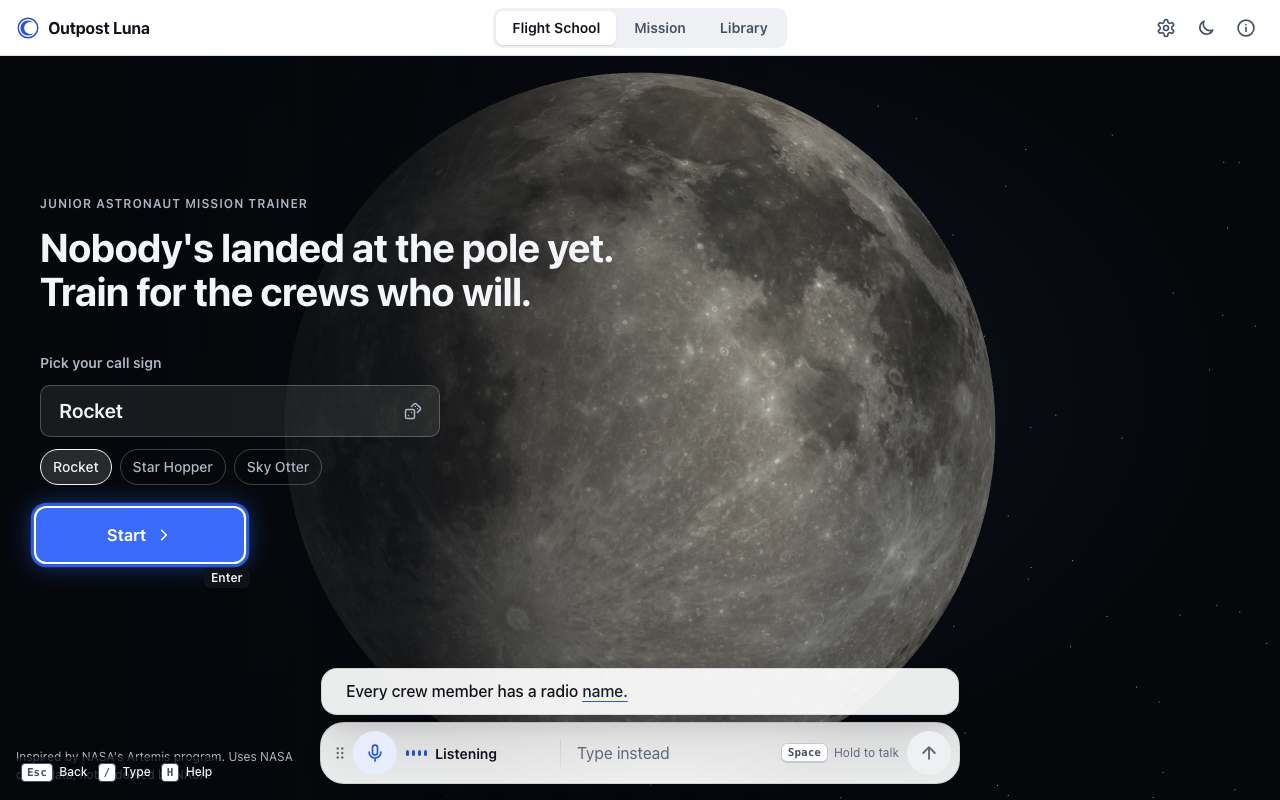 Outpost Luna
Flight School
Mission
Library
JUNIOR ASTRONAUT MISSION TRAINER
Nobody's landed at the pole yet.
Train for the crews who will.
Pick your call sign
Rocket
Rocket
Star Hopper
Sky Otter
Start
Enter
Every crew member has a radio name.
Listening
Type instead
Space
Hold to talk
Inspired by NASA's Artemis program. Uses NASA
Esc Back / Type H Help